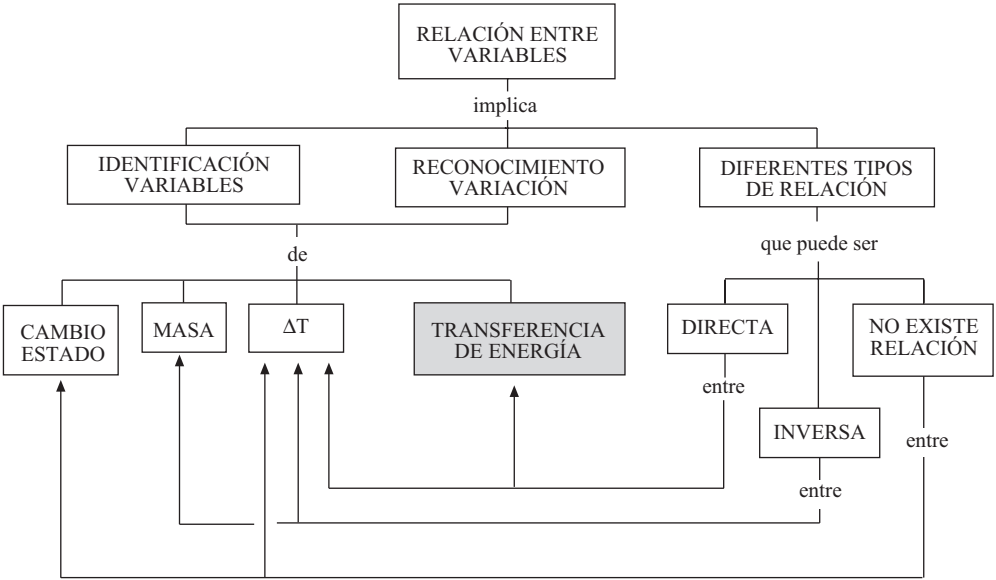 RELACIÓN ENTRE
VARIABLES
implica
IDENTIFICACIÓN
VARIABLES
RECONOCIMIENTO
VARIACIÓN
DIFERENTES TIPOS
DE RELACIÓN
de
que puede ser
CAMBIO
ESTADO
MASA
ΔT
TRANSFERENCIA
DE ENERGÍA
DIRECTA
NO EXISTE
RELACIÓN
entre
INVERSA
entre
entre